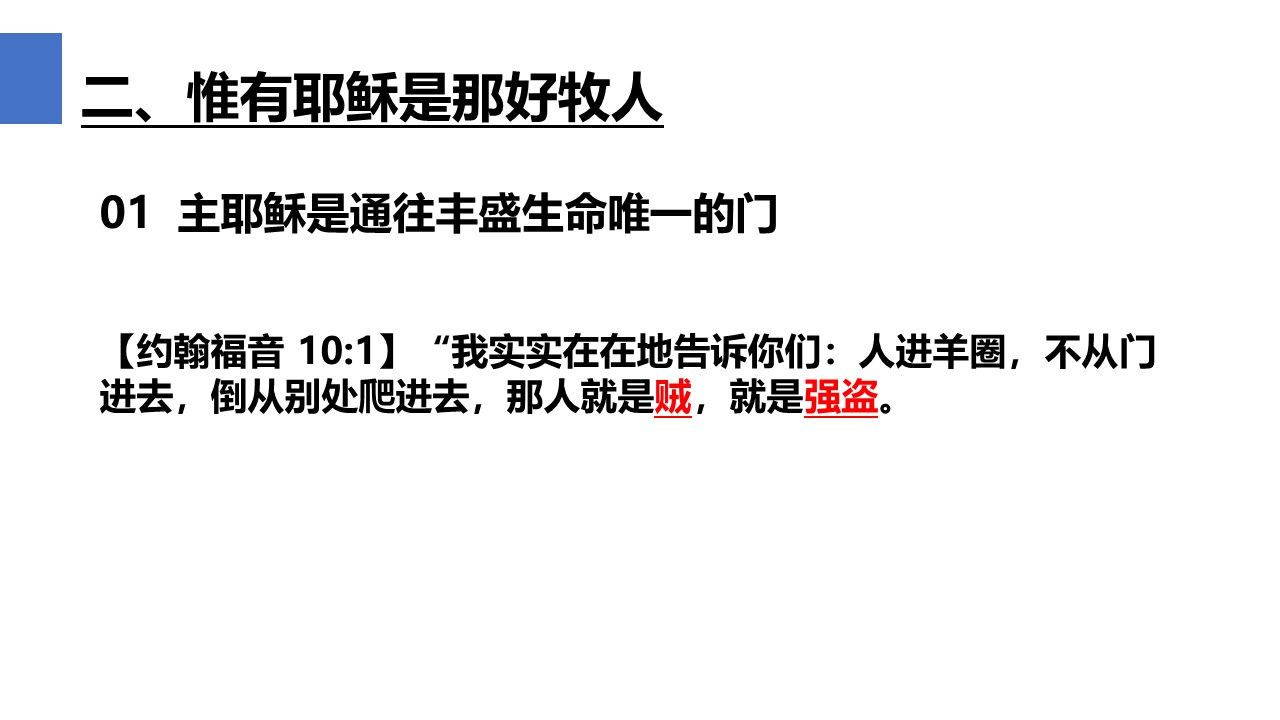 二、惟有耶稣是那好牧人
01 主耶稣是通往丰盛生命唯一的门
【约翰福音 10:1】“我实实在在地告诉你们：人进羊圈，不从门
进去，倒从别处爬进去，那人就是贼，就是强盗。